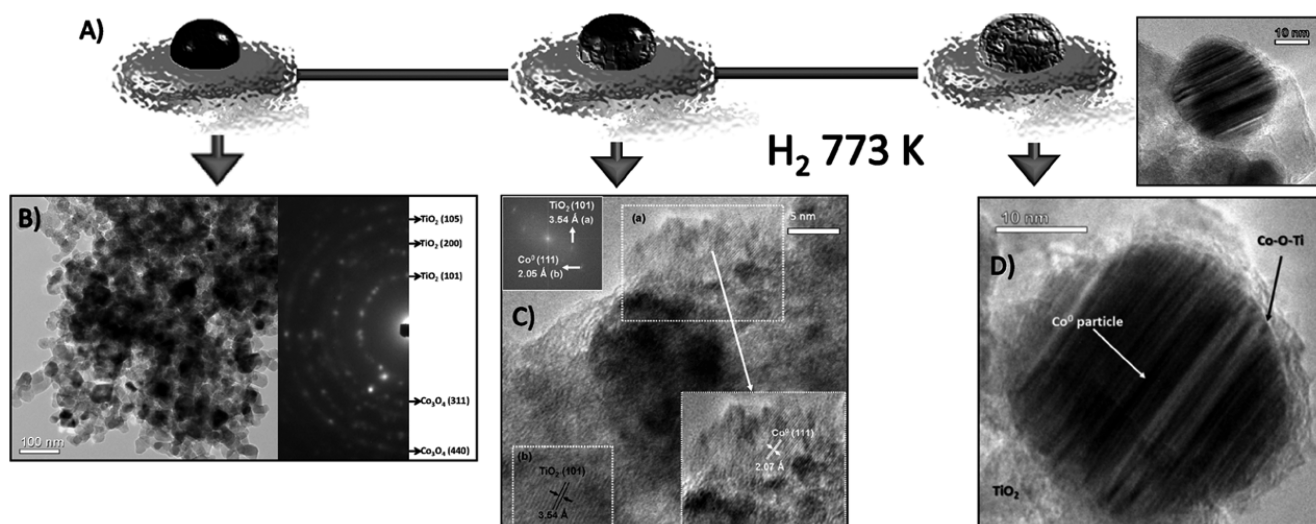 A)
H₂ 773 K
10 nm
B)
TiO₂ (105)
TiO₂ (200)
TiO₂ (101)
Co₃O₄ (311)
Co₃O₄ (440)
100 nm
TiO₂ (101)
3.54 Å (a)
Co⁰ (111)
2.05 Å (b)
(a)
5 nm
C)
Co⁰ (111)
2.07 Å
(b)
TiO₂ (101)
3.54 Å
10 nm
D)
Co-O-Ti
Co⁰ particle
TiO₂